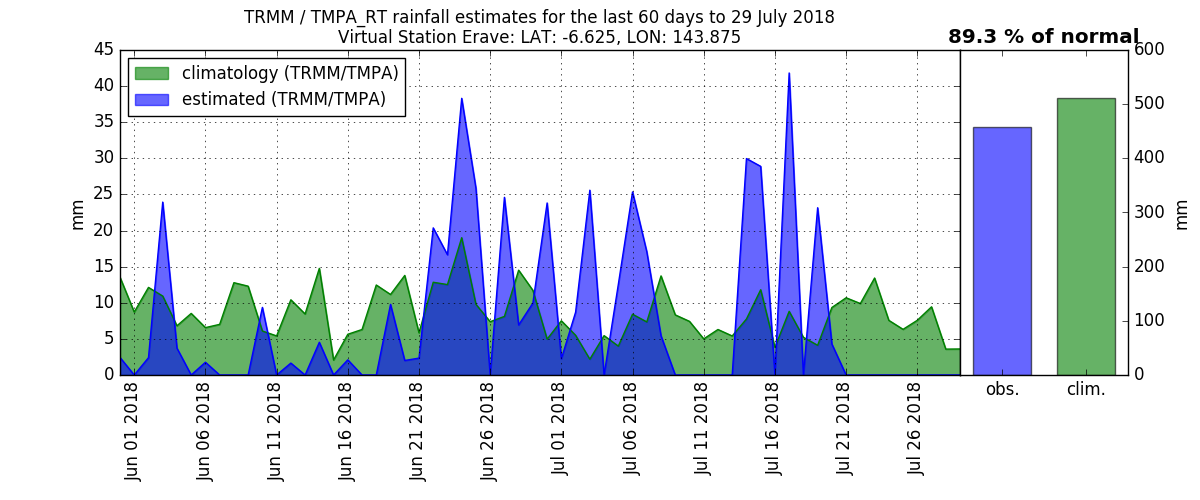 TRMM / TMPA_RT rainfall estimates for the last 60 days to 29 July 2018
Virtual Station Erave: LAT: -6.625, LON: 143.875
89.3 % of normal
climatology (TRMM/TMPA)
estimated (TRMM/TMPA)
mm
45
40
35
30
25
20
15
10
5
0
Jun 01 2018
Jun 06 2018
Jun 11 2018
Jun 16 2018
Jun 21 2018
Jun 26 2018
Jul 01 2018
Jul 06 2018
Jul 11 2018
Jul 16 2018
Jul 21 2018
Jul 26 2018
600
500
400
300
200
100
0
mm
obs.
clim.